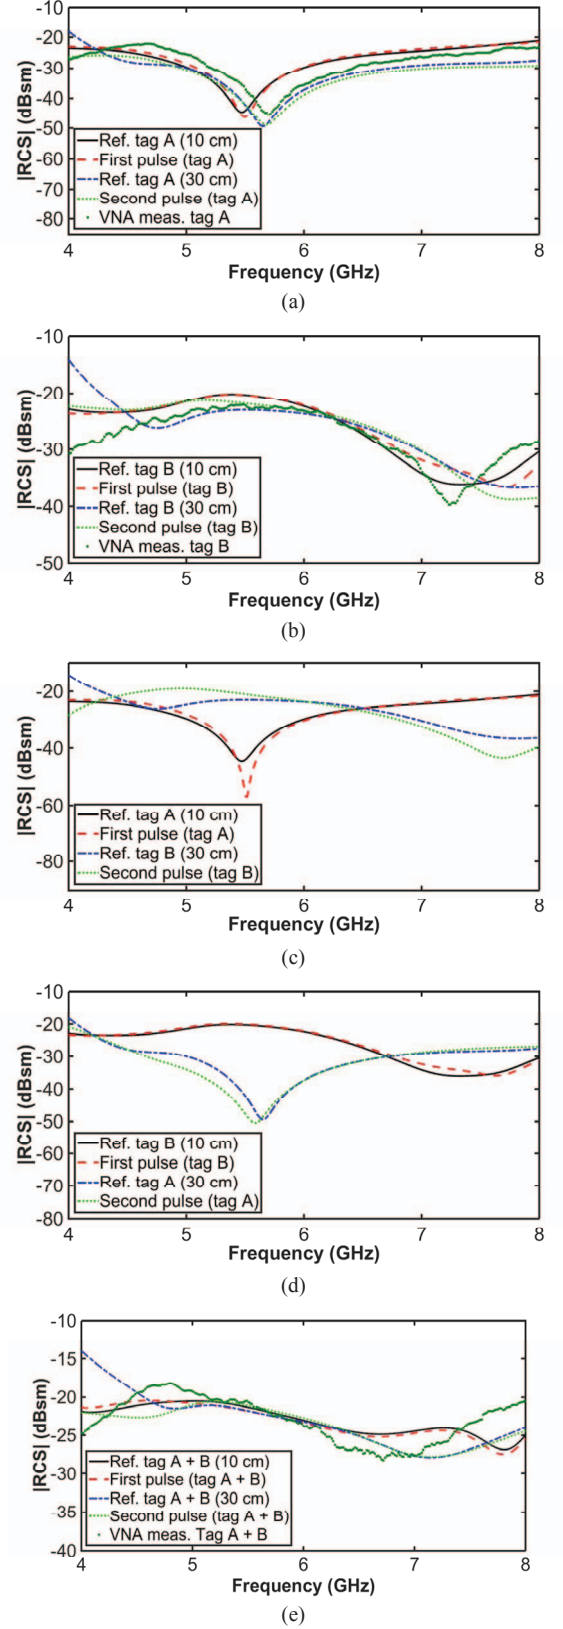 -10
-20
-30
-40
-50
-60
-70
-80
|RCS| (dBsm)
Ref. tag A (10 cm)
First pulse (tag A)
Ref. tag A (30 cm)
Second pulse (tag A)
VNA meas. tag A
4 5 6 7 8
Frequency (GHz)
(a)
-10
-20
-30
-40
-50
|RCS| (dBsm)
Ref. tag B (10 cm)
First pulse (tag B)
Ref. tag B (30 cm)
Second pulse (tag B)
VNA meas. tag B
4 5 6 7 8
Frequency (GHz)
(b)
-20
-40
-60
-80
|RCS| (dBsm)
Ref. tag A (10 cm)
First pulse (tag A)
Ref. tag B (30 cm)
Second pulse (tag B)
4 5 6 7 8
Frequency (GHz)
(c)
-10
-20
-30
-40
-50
-60
-70
-80
|RCS| (dBsm)
Ref. tag B (10 cm)
First pulse (tag B)
Ref. tag A (30 cm)
Second pulse (tag A)
4 5 6 7 8
Frequency (GHz)
(d)
-10
-15
-20
-25
-30
-35
-40
|RCS| (dBsm)
Ref. tag A + B (10 cm)
First pulse (tag A + B)
Ref. tag A + B (30 cm)
Second pulse (tag A + B)
VNA meas. Tag A + B
4 5 6 7 8
Frequency (GHz)
(e)